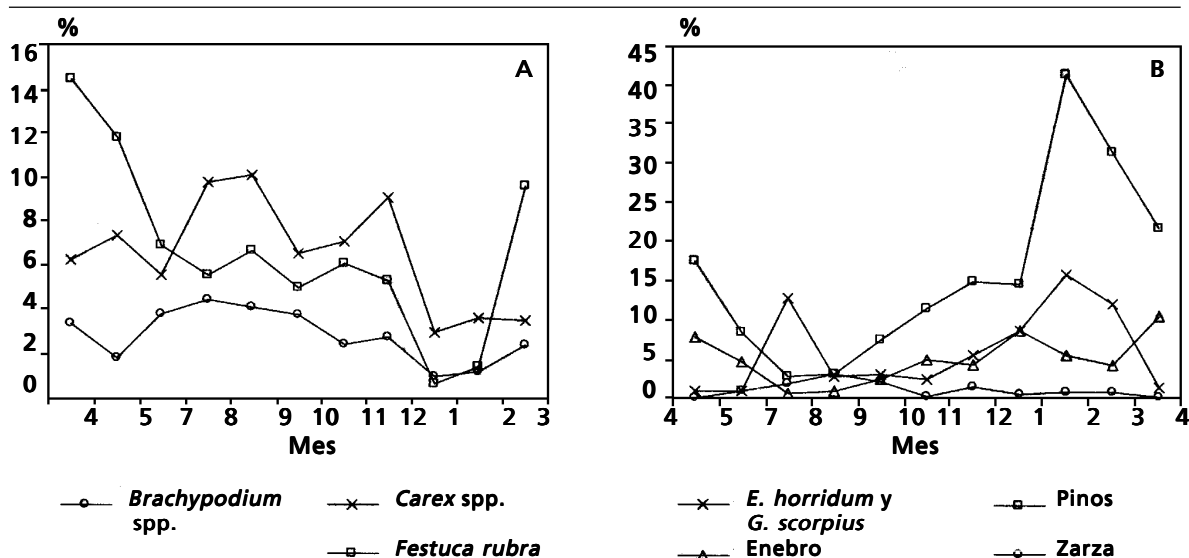 %
A
16
14
12
10
8
6
4
2
0
4 5 7 8 9 10 11 12 1 2 3
Mes
Brachypodium
spp.
Carex spp.
Festuca rubra
%
B
45
40
35
30
25
20
15
10
5
0
4 5 7 8 9 10 11 12 1 2 3 4
Mes
E. horridum y
G. scorpius
Pinos
Enebro
Zarza